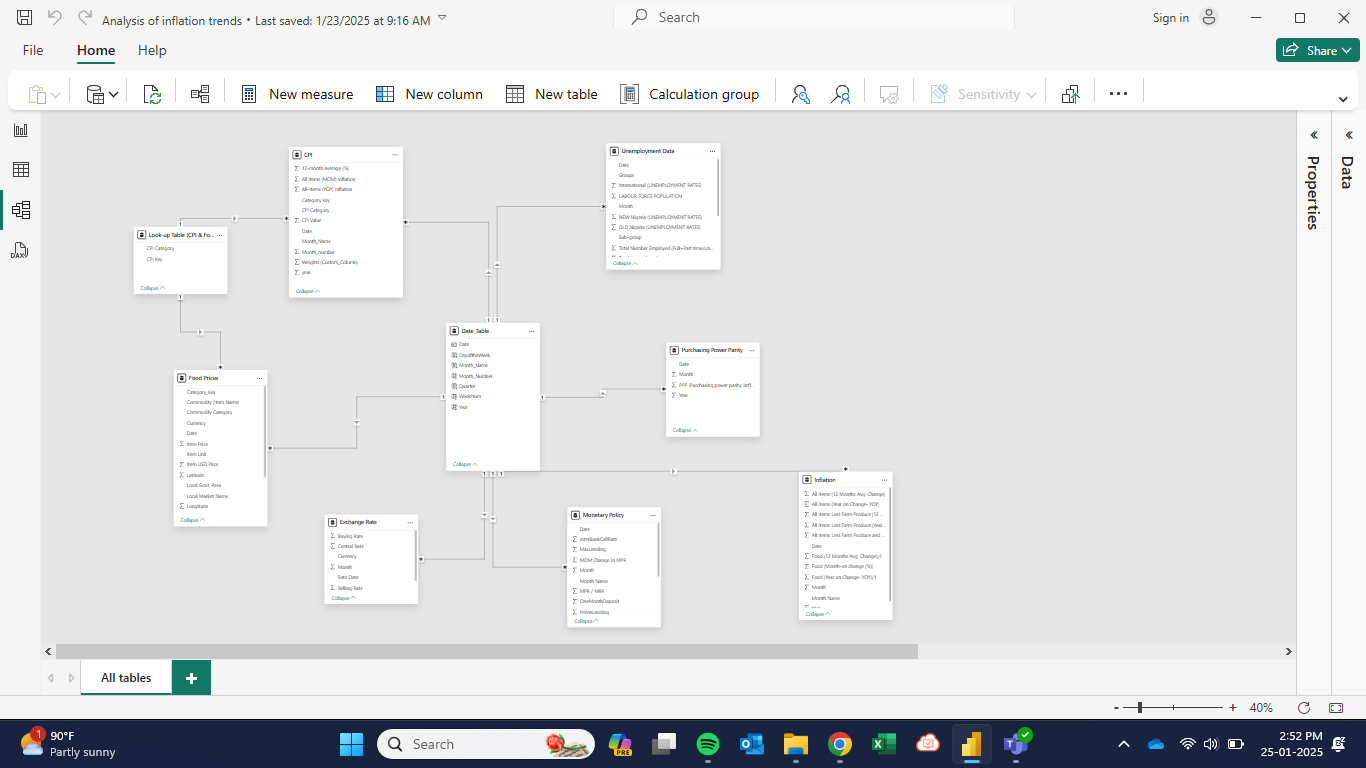 Analysis of inflation trends • Last saved: 1/23/2025 at 9:16 AM
Search
Sign in
File
Home
Help
Share
New measure
New column
New table
Calculation group
Sensitivity
DAX
CPI
12-month average (%)
All Items (MOM) Inflation
All-Items (YOY) Inflation
Category Key
CPI Category
CPI Value
Date
Month_Name
Month_number
Weights (Custom_Column)
year
Collapse
Unemployment Data
Date
Groups
International (UNEMPLOYMENT RATES)
LABOUR FORCE POPULATION
Month
NEW Nigeria (UNEMPLOYMENT RATES)
OLD Nigeria (UNEMPLOYMENT RATES)
Sub-group
Total Number Employed (Full+Part time/Un...
Collapse
Look-up Table (CPI & Fo...
CPI Category
CPI Key
Collapse
Date_Table
Date
DayoftheWeek
Month_Name
Month_Number
Quarter
WeekNum
Year
Collapse
Purchasing Power Parity
Date
Month
PPP (Purchasing power parity;
Year
Collapse
Food Prices
Category_Key
Commodity (Item Name)
Commodity Category
Currency
Date
Item Price
Item Unit
Item USD Price
Latitude
Local Govt. Area
Local Market Name
Longitude
Collapse
Exchange Rate
Buying Rate
Central Rate
Currency
Month
Rate Date
Selling Rate
Collapse
Monetary Policy
Date
InterBankCallRate
MaxLending
MOM Change In MPR
Month
Month Name
MPR / MRR
OneMonthDeposit
PrimeLending
Collapse
Inflation
All Items (12 Months Avg. Change)
All Items (Year on Change- YOY)
All Items Less Farm Produce (12 ...
All Items Less Farm Produce (Year...
All Items Less Farm Produce and ...
Date
Food (12 Months Avg. Change)/1
Food (Month-on change (%))
Food (Year on Change- YOY)/1
Month
Month Name
Collapse
Properties
Data
All tables
40%
1
90°F
Partly sunny
Search
PRE
2:52 PM
25-01-2025